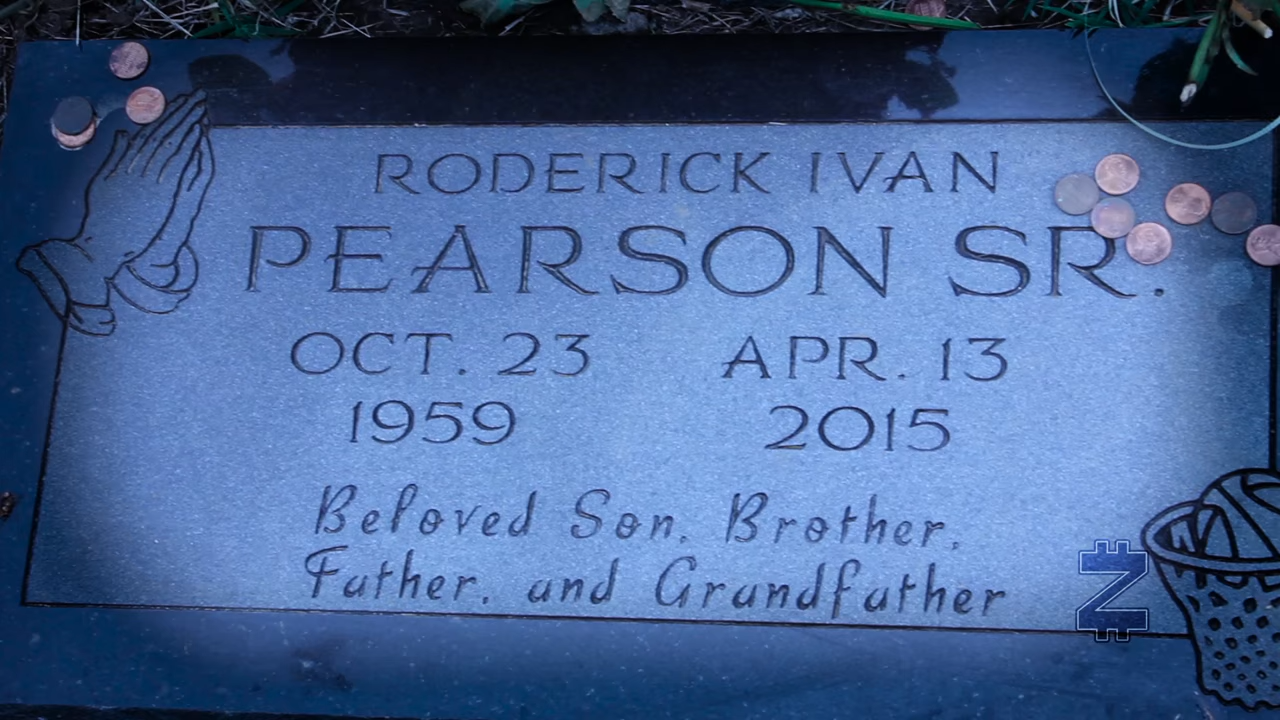 RODERICK IVAN
PEARSON SR.
OCT. 23 APR. 13
1959 2015
Beloved Son, Brother,
Father, and Grandfather